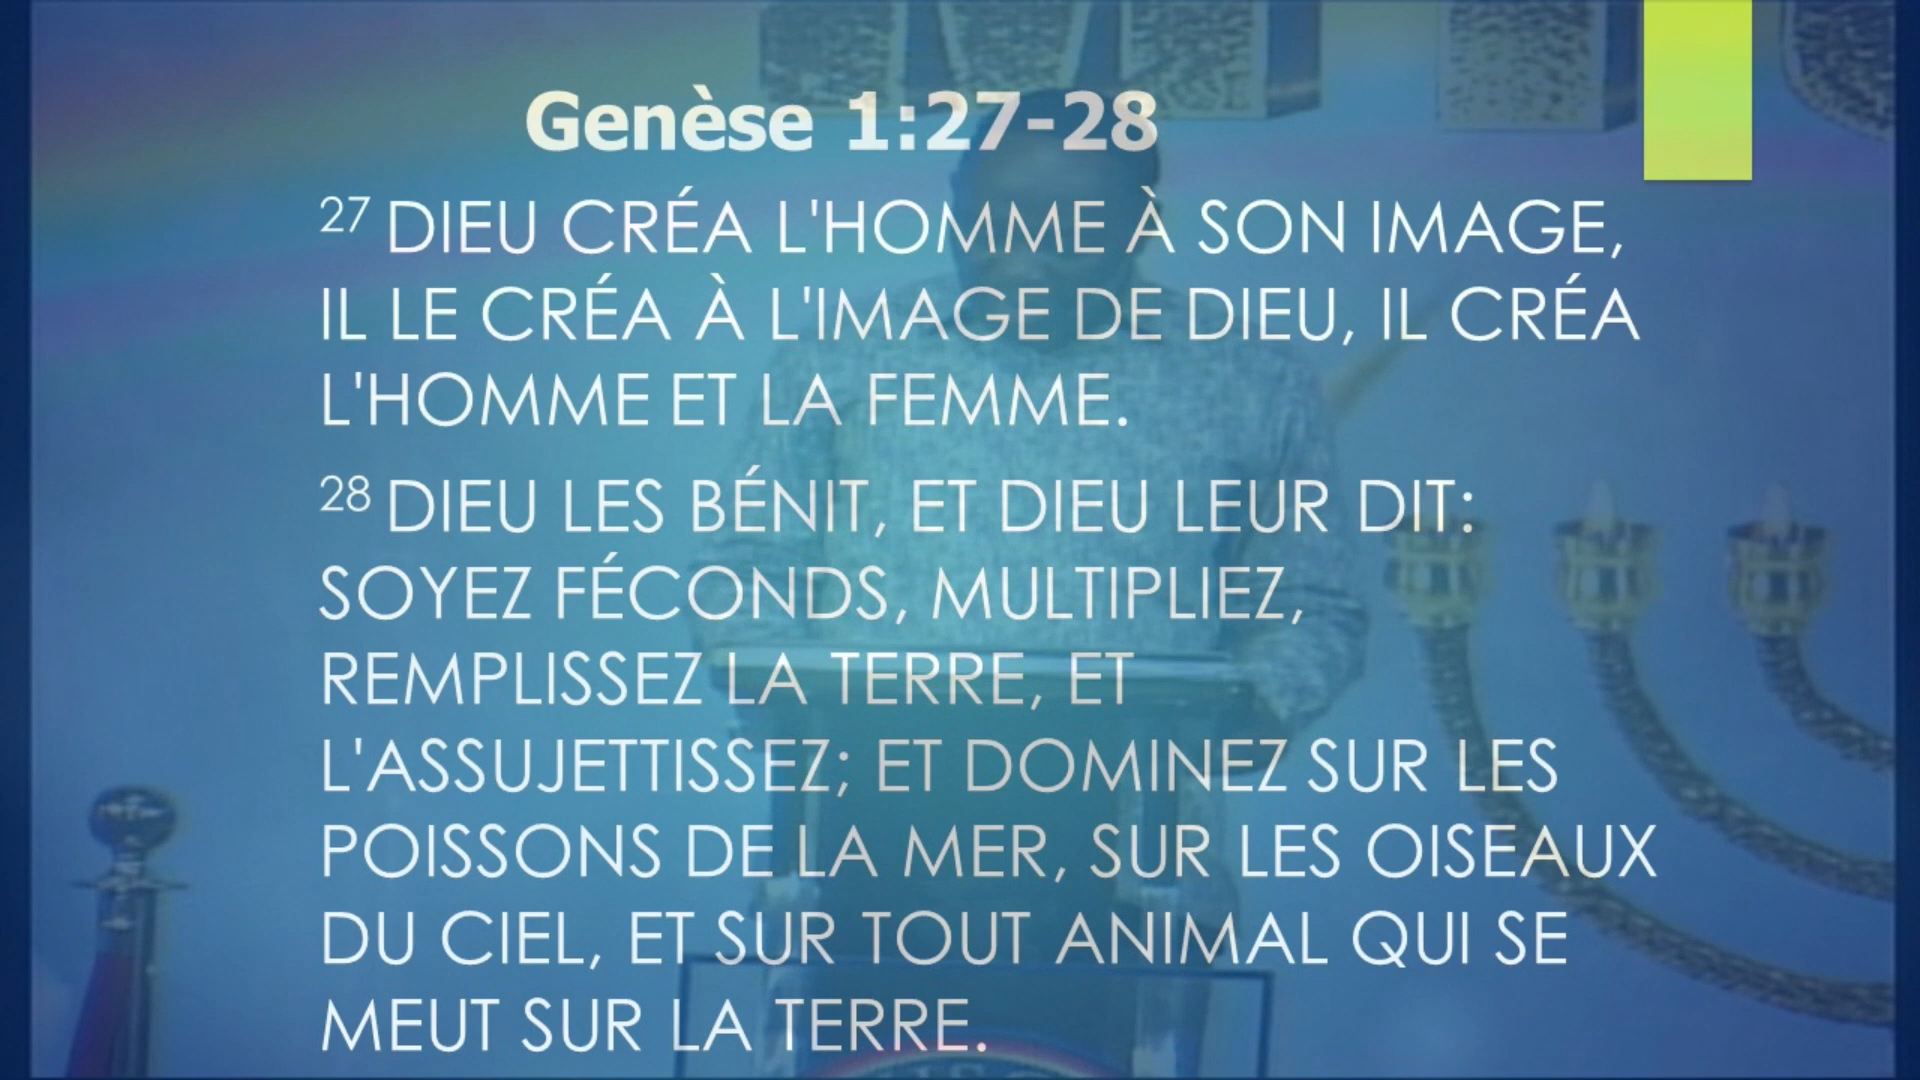 Genèse 1:27-28
27 DIEU CRÉA L'HOMME À SON IMAGE,
IL LE CRÉA À L'IMAGE DE DIEU, IL CRÉA
L'HOMME ET LA FEMME.
28 DIEU LES BÉNIT, ET DIEU LEUR DIT:
SOYEZ FÉCONDS, MULTIPLIEZ,
REMPLISSEZ LA TERRE, ET
L'ASSUJETTISSEZ; ET DOMINEZ SUR LES
POISSONS DE LA MER, SUR LES OISEAUX
DU CIEL, ET SUR TOUT ANIMAL QUI SE
MEUT SUR LA TERRE.